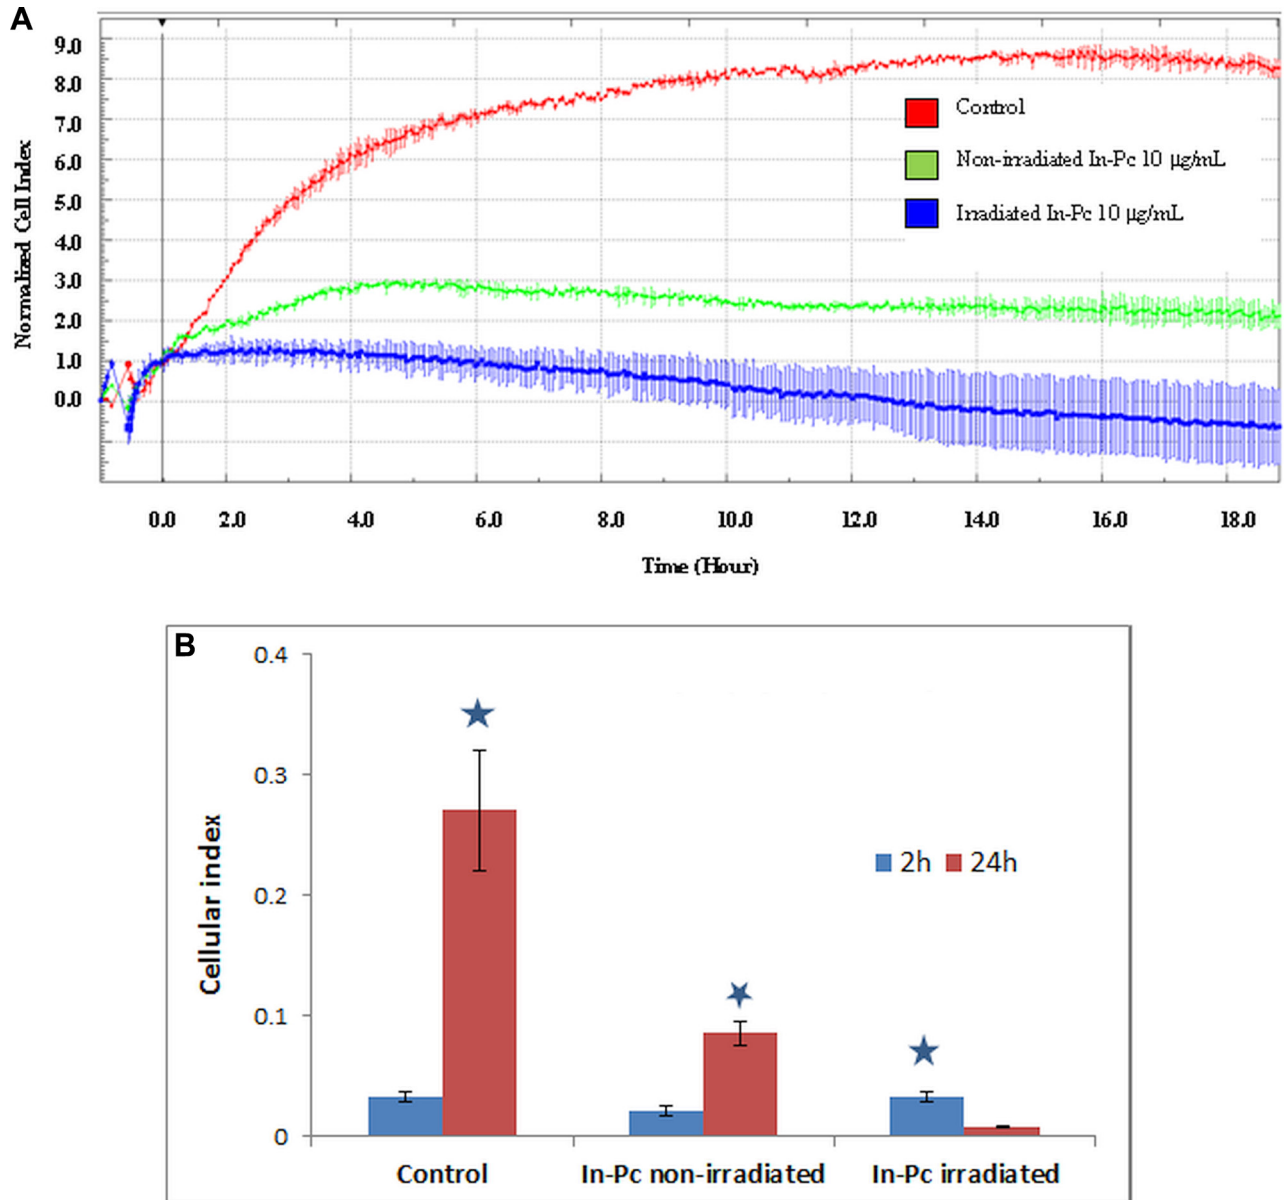 A
9.0
8.0
7.0
6.0
5.0
4.0
3.0
2.0
1.0
0.0
Normalized Cell Index
Control
Non-irradiated In-Pc 10 μg/mL
Irradiated In-Pc 10 μg/mL
0.0 2.0 4.0 6.0 8.0 10.0 12.0 14.0 16.0 18.0
Time (Hour)
B
0.4
0.3
0.2
0.1
0
Cellular index
2h 24h
Control In-Pc non-irradiated In-Pc irradiated